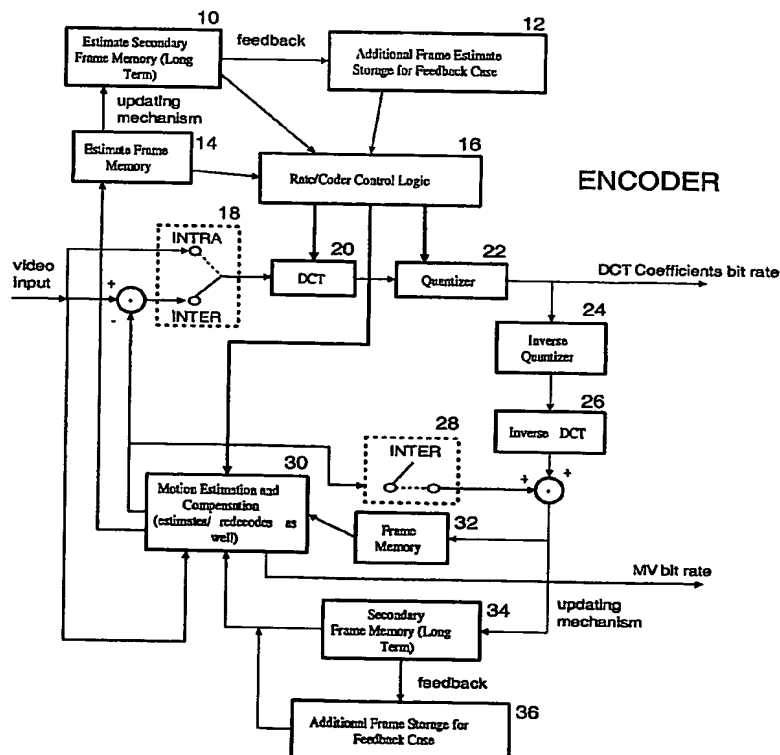 10
Estimate Secondary
Frame Memory (Long
Term)
feedback
12
Additional Frame Estimate
Storage for Feedback Case
updating
mechanism
14
Estimate Frame
Memory
16
Rate/Coder Control Logic
ENCODER
18
INTRA
INTER
video
input
+
-
20
DCT
22
Quantizer
DCT Coefficients bit rate
24
Inverse
Quantizer
26
Inverse DCT
28
INTER
+
+
30
Motion Estimation and
Compensation
(estimates/ redecodes as
well)
32
Frame
Memory
MV bit rate
updating
mechanism
34
Secondary
Frame Memory (Long
Term)
feedback
36
Additional Frame Storage for
Feedback Case